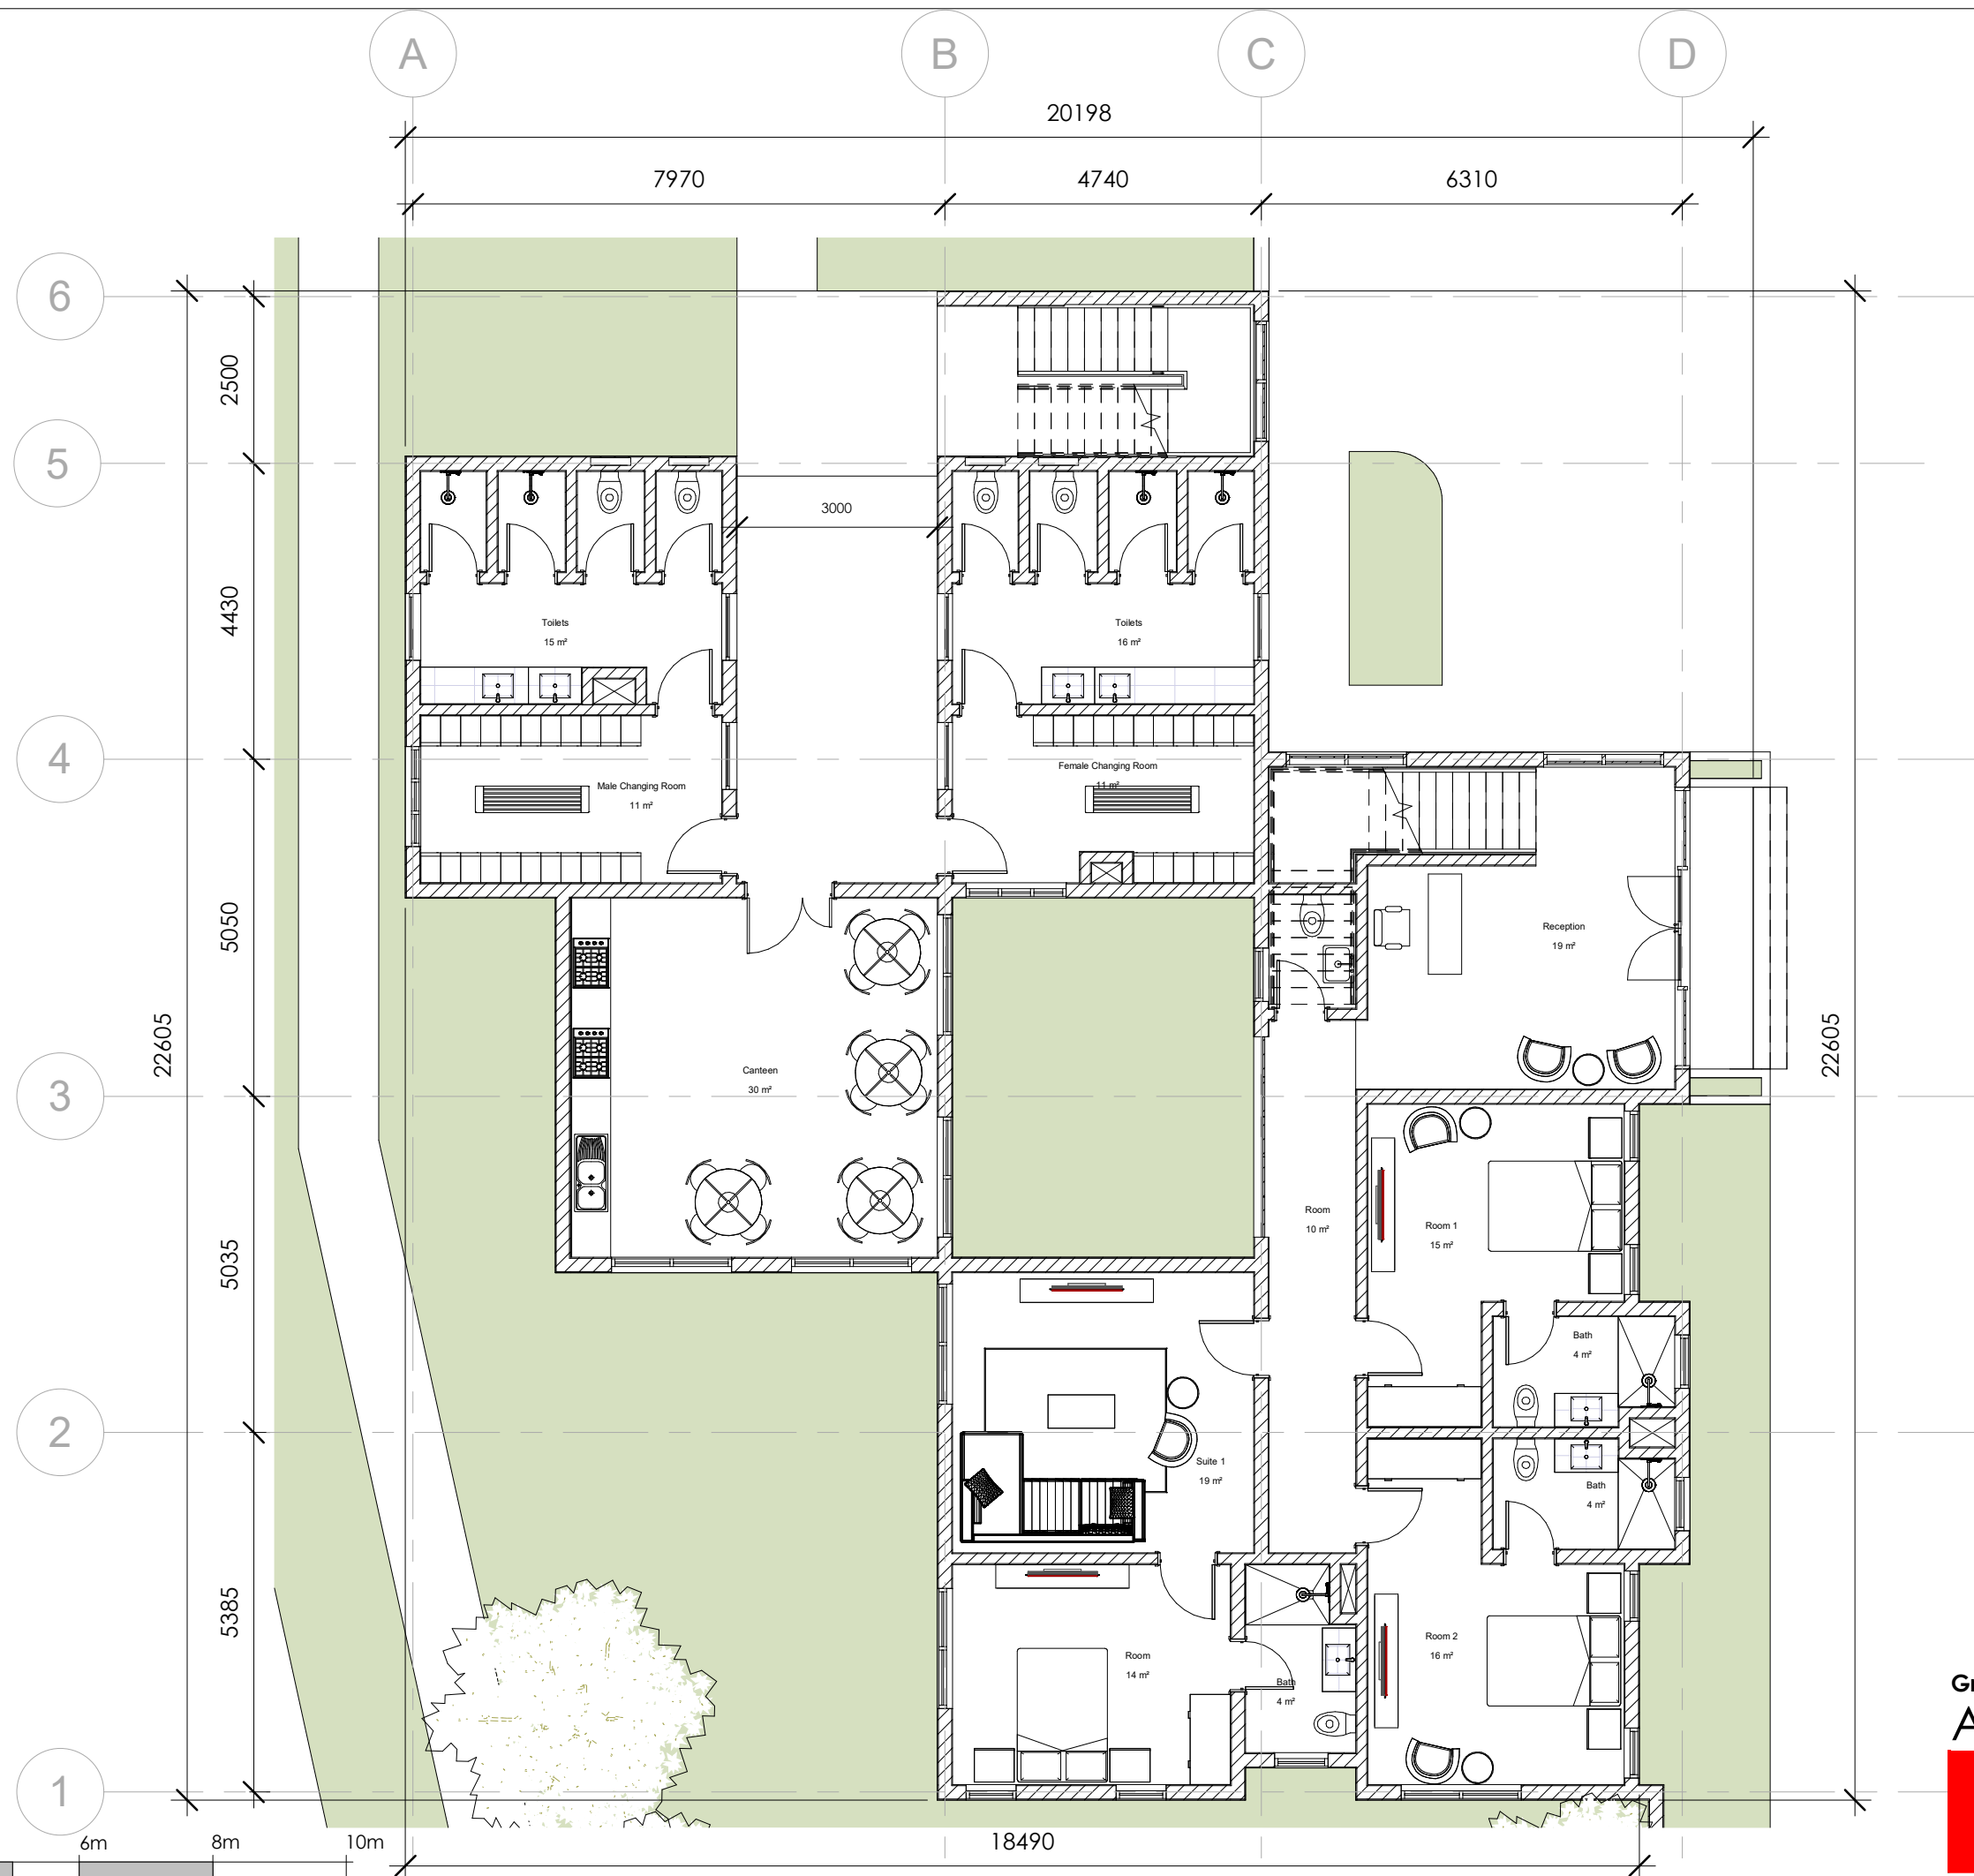 A B C D
20198
7970 4740 6310
6
2500
5
3000
4430
Toilets
15 m²
Toilets
16 m²
4
Male Changing Room
11 m²
Female Changing Room
11 m²
5050
Reception
19 m²
22605
22605
Canteen
30 m²
3
5035
Room
10 m²
Room 1
15 m²
Bath
4 m²
2
Suite 1
19 m²
Bath
4 m²
5385
Room
14 m²
Bath
4 m²
Room 2
16 m²
1
6m 8m 10m
18490